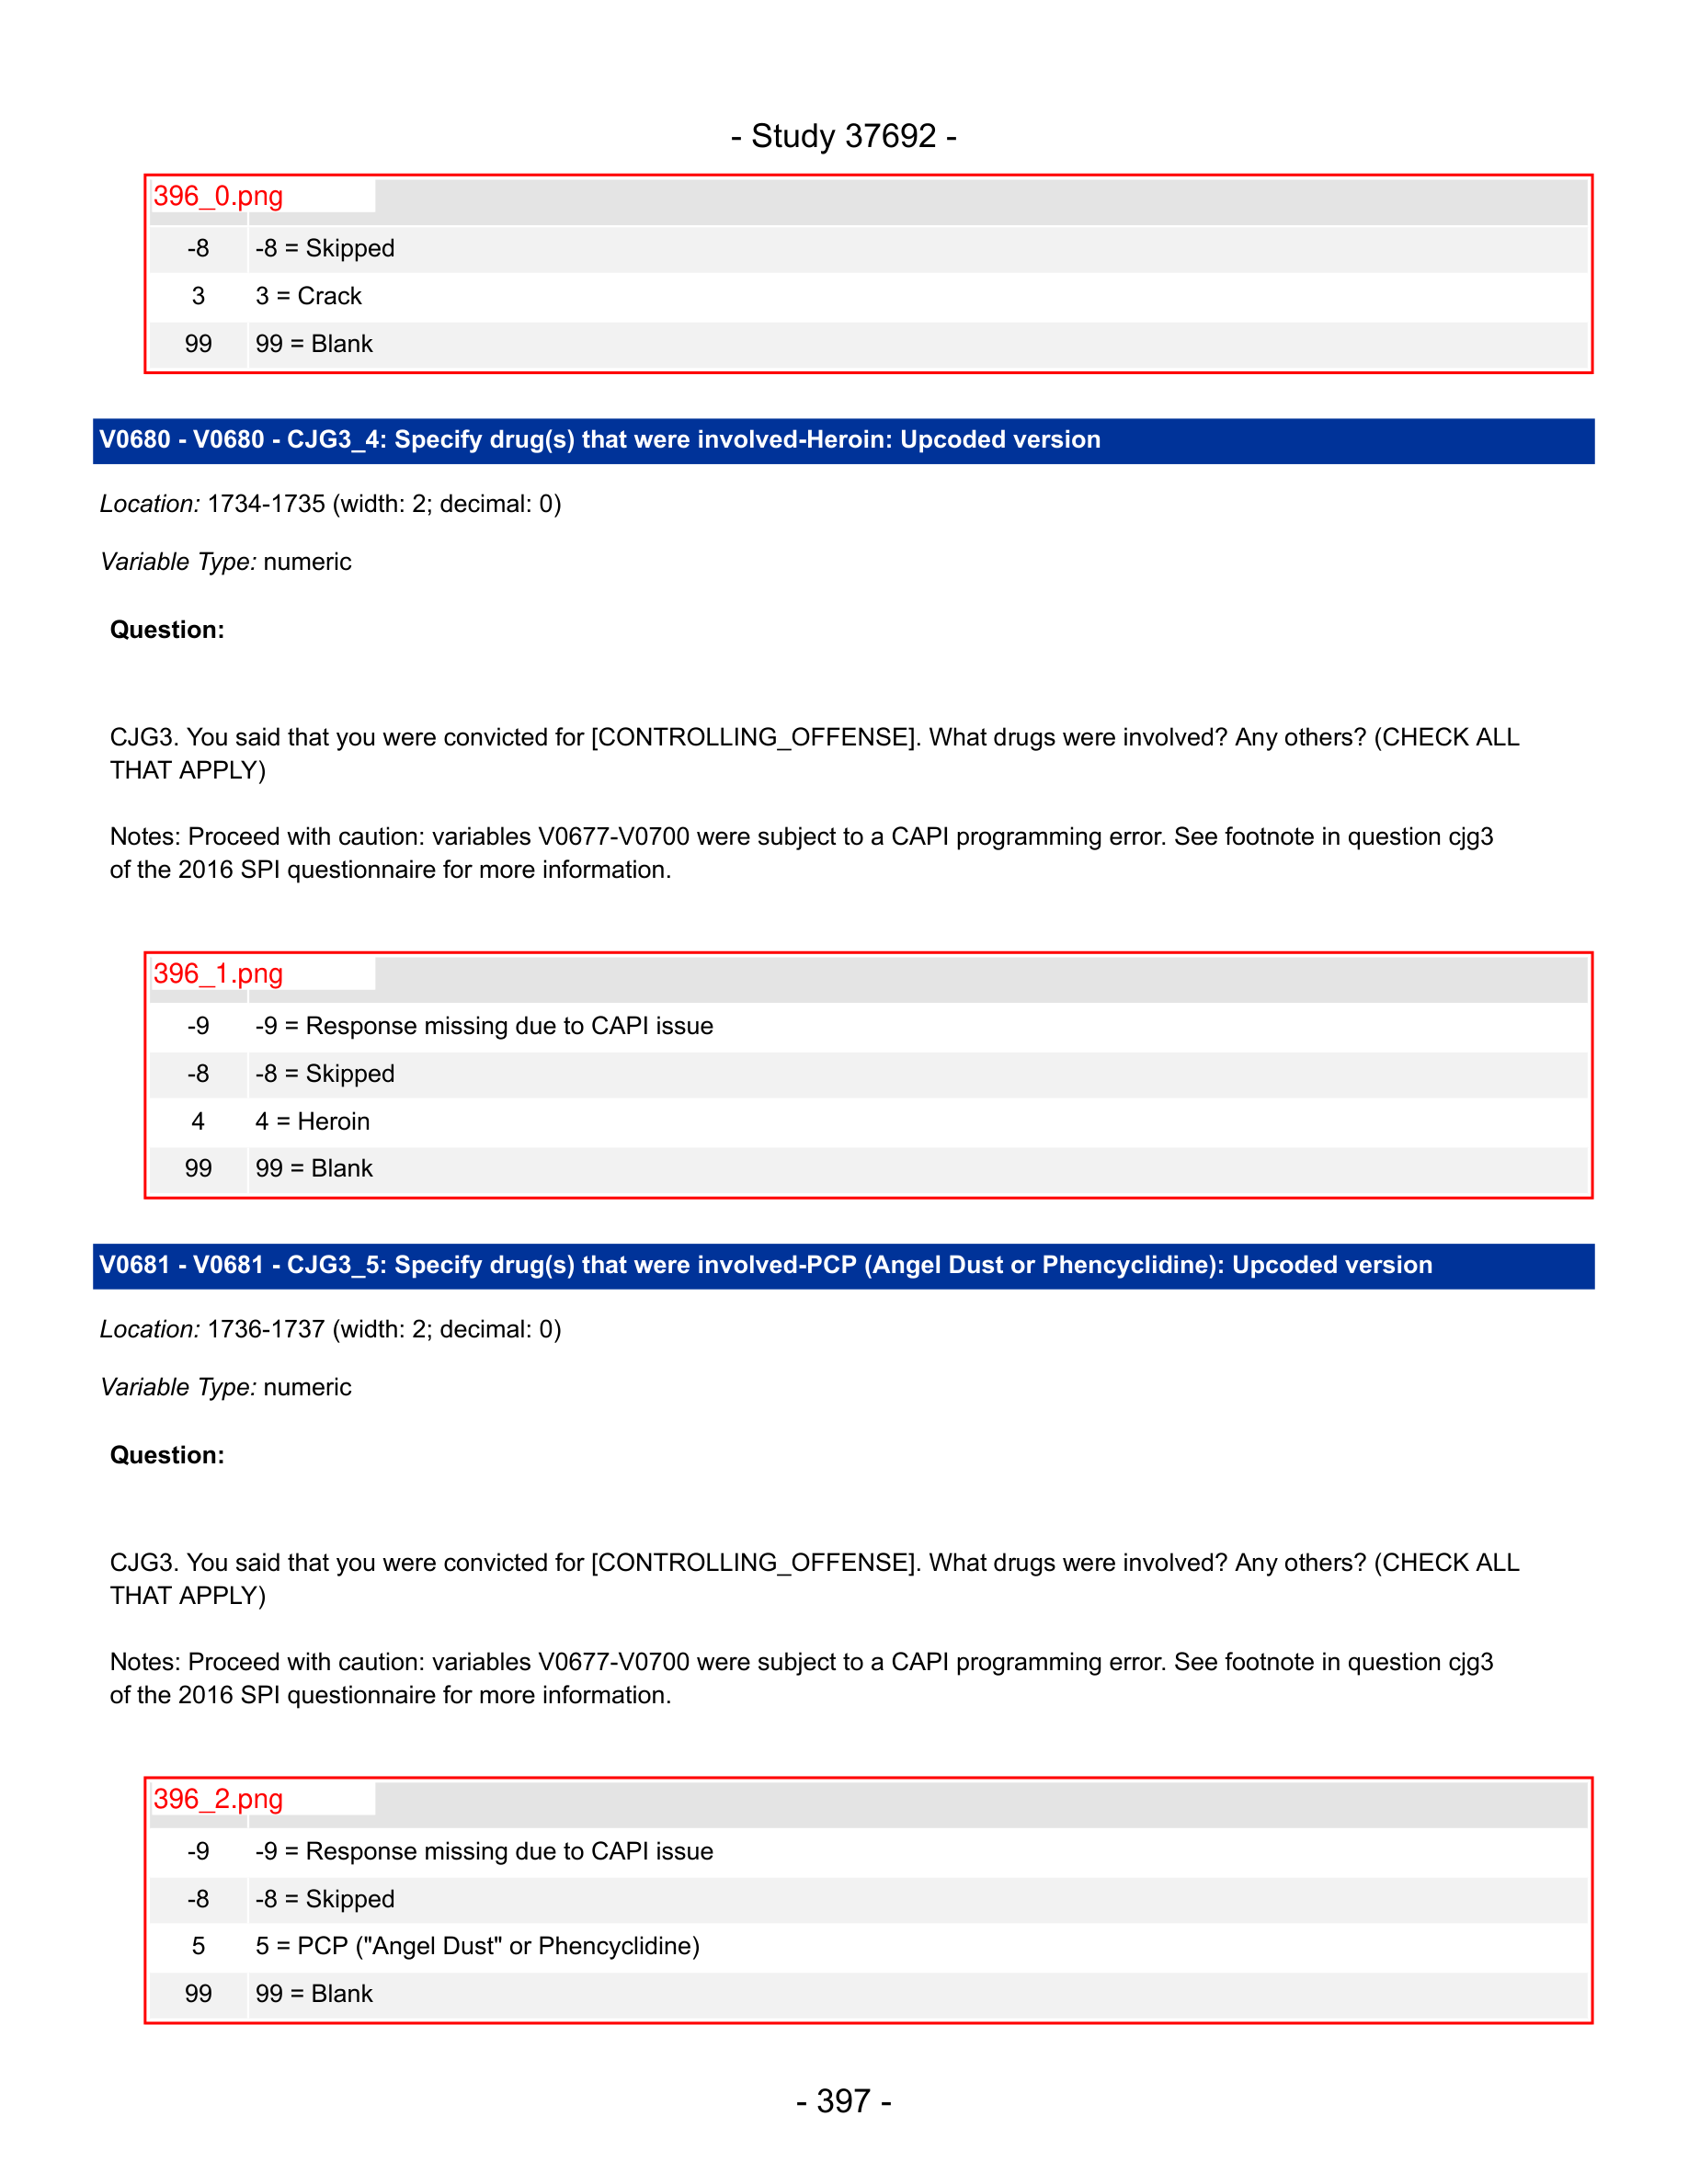 - Study 37692 -
396_0.png
-8 -8 = Skipped
3 3 = Crack
99 99 = Blank
V0680 - V0680 - CJG3_4: Specify drug(s) that were involved-Heroin: Upcoded version
Location: 1734-1735 (width: 2; decimal: 0)
Variable Type: numeric
Question:
CJG3. You said that you were convicted for [CONTROLLING_OFFENSE]. What drugs were involved? Any others? (CHECK ALL
THAT APPLY)
Notes: Proceed with caution: variables V0677-V0700 were subject to a CAPI programming error. See footnote in question cjg3
of the 2016 SPI questionnaire for more information.
396_1.png
-9 -9 = Response missing due to CAPI issue
-8 -8 = Skipped
4 4 = Heroin
99 99 = Blank
V0681 - V0681 - CJG3_5: Specify drug(s) that were involved-PCP (Angel Dust or Phencyclidine): Upcoded version
Location: 1736-1737 (width: 2; decimal: 0)
Variable Type: numeric
Question:
CJG3. You said that you were convicted for [CONTROLLING_OFFENSE]. What drugs were involved? Any others? (CHECK ALL
THAT APPLY)
Notes: Proceed with caution: variables V0677-V0700 were subject to a CAPI programming error. See footnote in question cjg3
of the 2016 SPI questionnaire for more information.
396_2.png
-9 -9 = Response missing due to CAPI issue
-8 -8 = Skipped
5 5 = PCP ("Angel Dust" or Phencyclidine)
99 99 = Blank
- 397 -